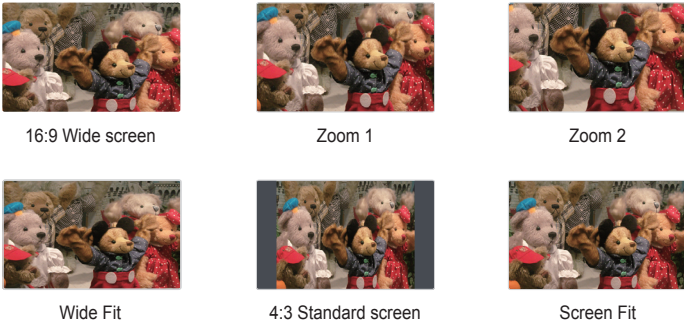 16:9 Wide screen
Zoom 1
Zoom 2
Wide Fit
4:3 Standard screen
Screen Fit